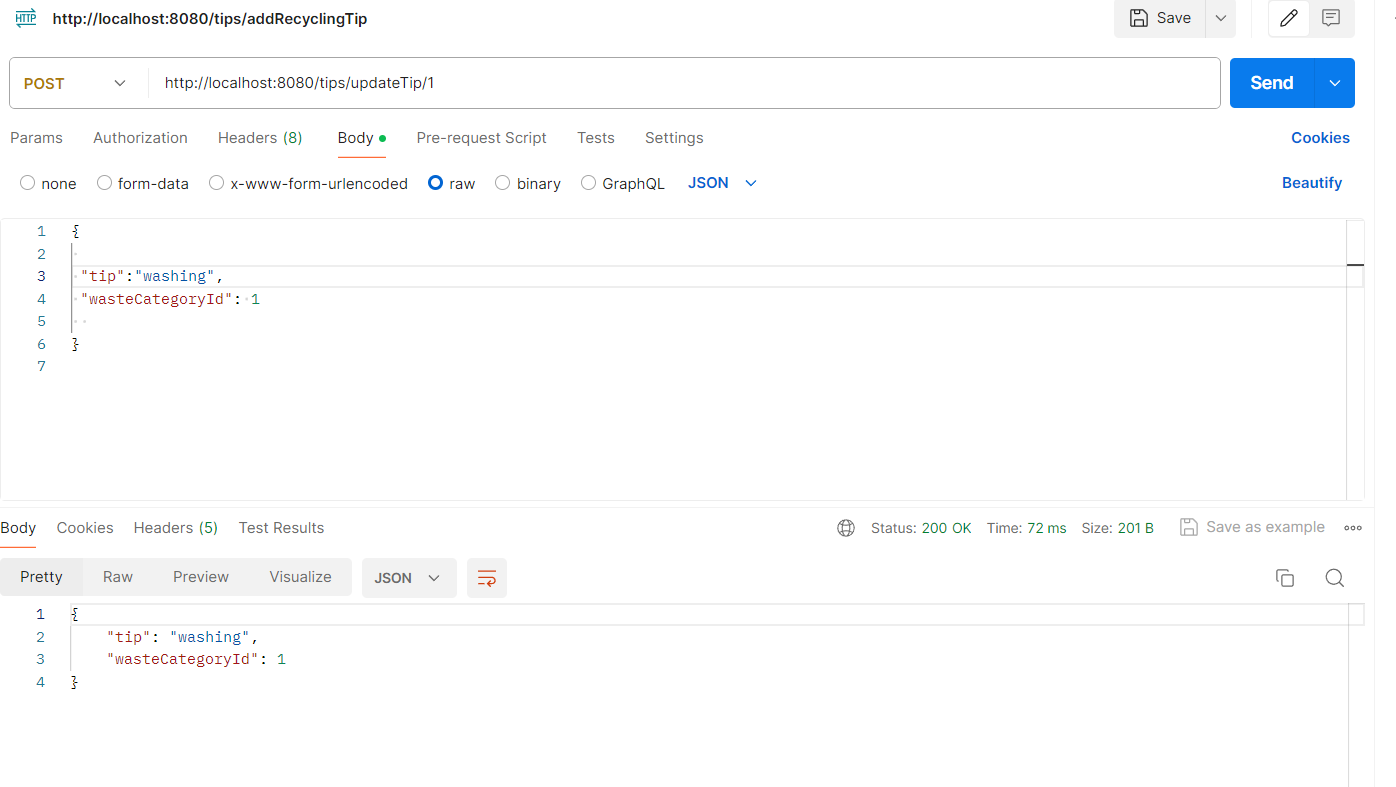 HTTP http://localhost:8080/tips/addRecyclingTip Save
POST http://localhost:8080/tips/updateTip/1 Send
Params Authorization Headers (8) Body Pre-request Script Tests Settings Cookies
none form-data x-www-form-urlencoded raw binary GraphQL JSON Beautify
1 {
2
3 "tip":"washing",
4 "wasteCategoryId": 1
5
6 }
7
Body Cookies Headers (5) Test Results Status: 200 OK Time: 72 ms Size: 201 B Save as example
Pretty Raw Preview Visualize JSON
1 {
2 "tip": "washing",
3 "wasteCategoryId": 1
4 }